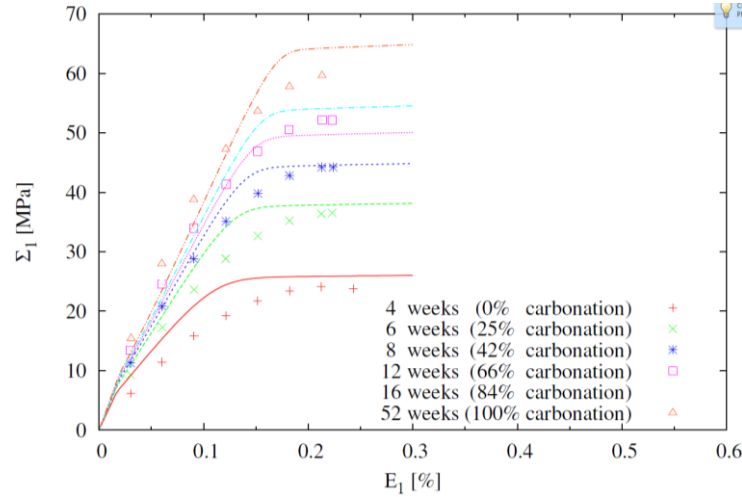 70
60
50
40
30
20
10
0
Σ₁ [MPa]
4 weeks (0% carbonation)
6 weeks (25% carbonation)
8 weeks (42% carbonation)
12 weeks (66% carbonation)
16 weeks (84% carbonation)
52 weeks (100% carbonation)
0 0.1 0.2 0.3 0.4 0.5 0.6
E₁ [%]